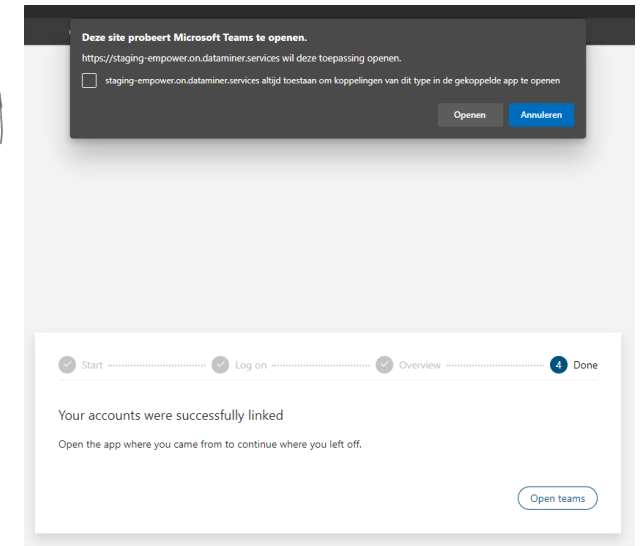 Deze site probeert Microsoft Teams te openen.
https://staging-empower.on.dataminer.services wil deze toepassing openen.
staging-empower.on.dataminer.services altijd toestaan om koppelingen van dit type in de gekoppelde app te openen
Openen Annuleren
Start Log on Overview 4 Done
Your accounts were successfully linked
Open the app where you came from to continue where you left off.
Open teams